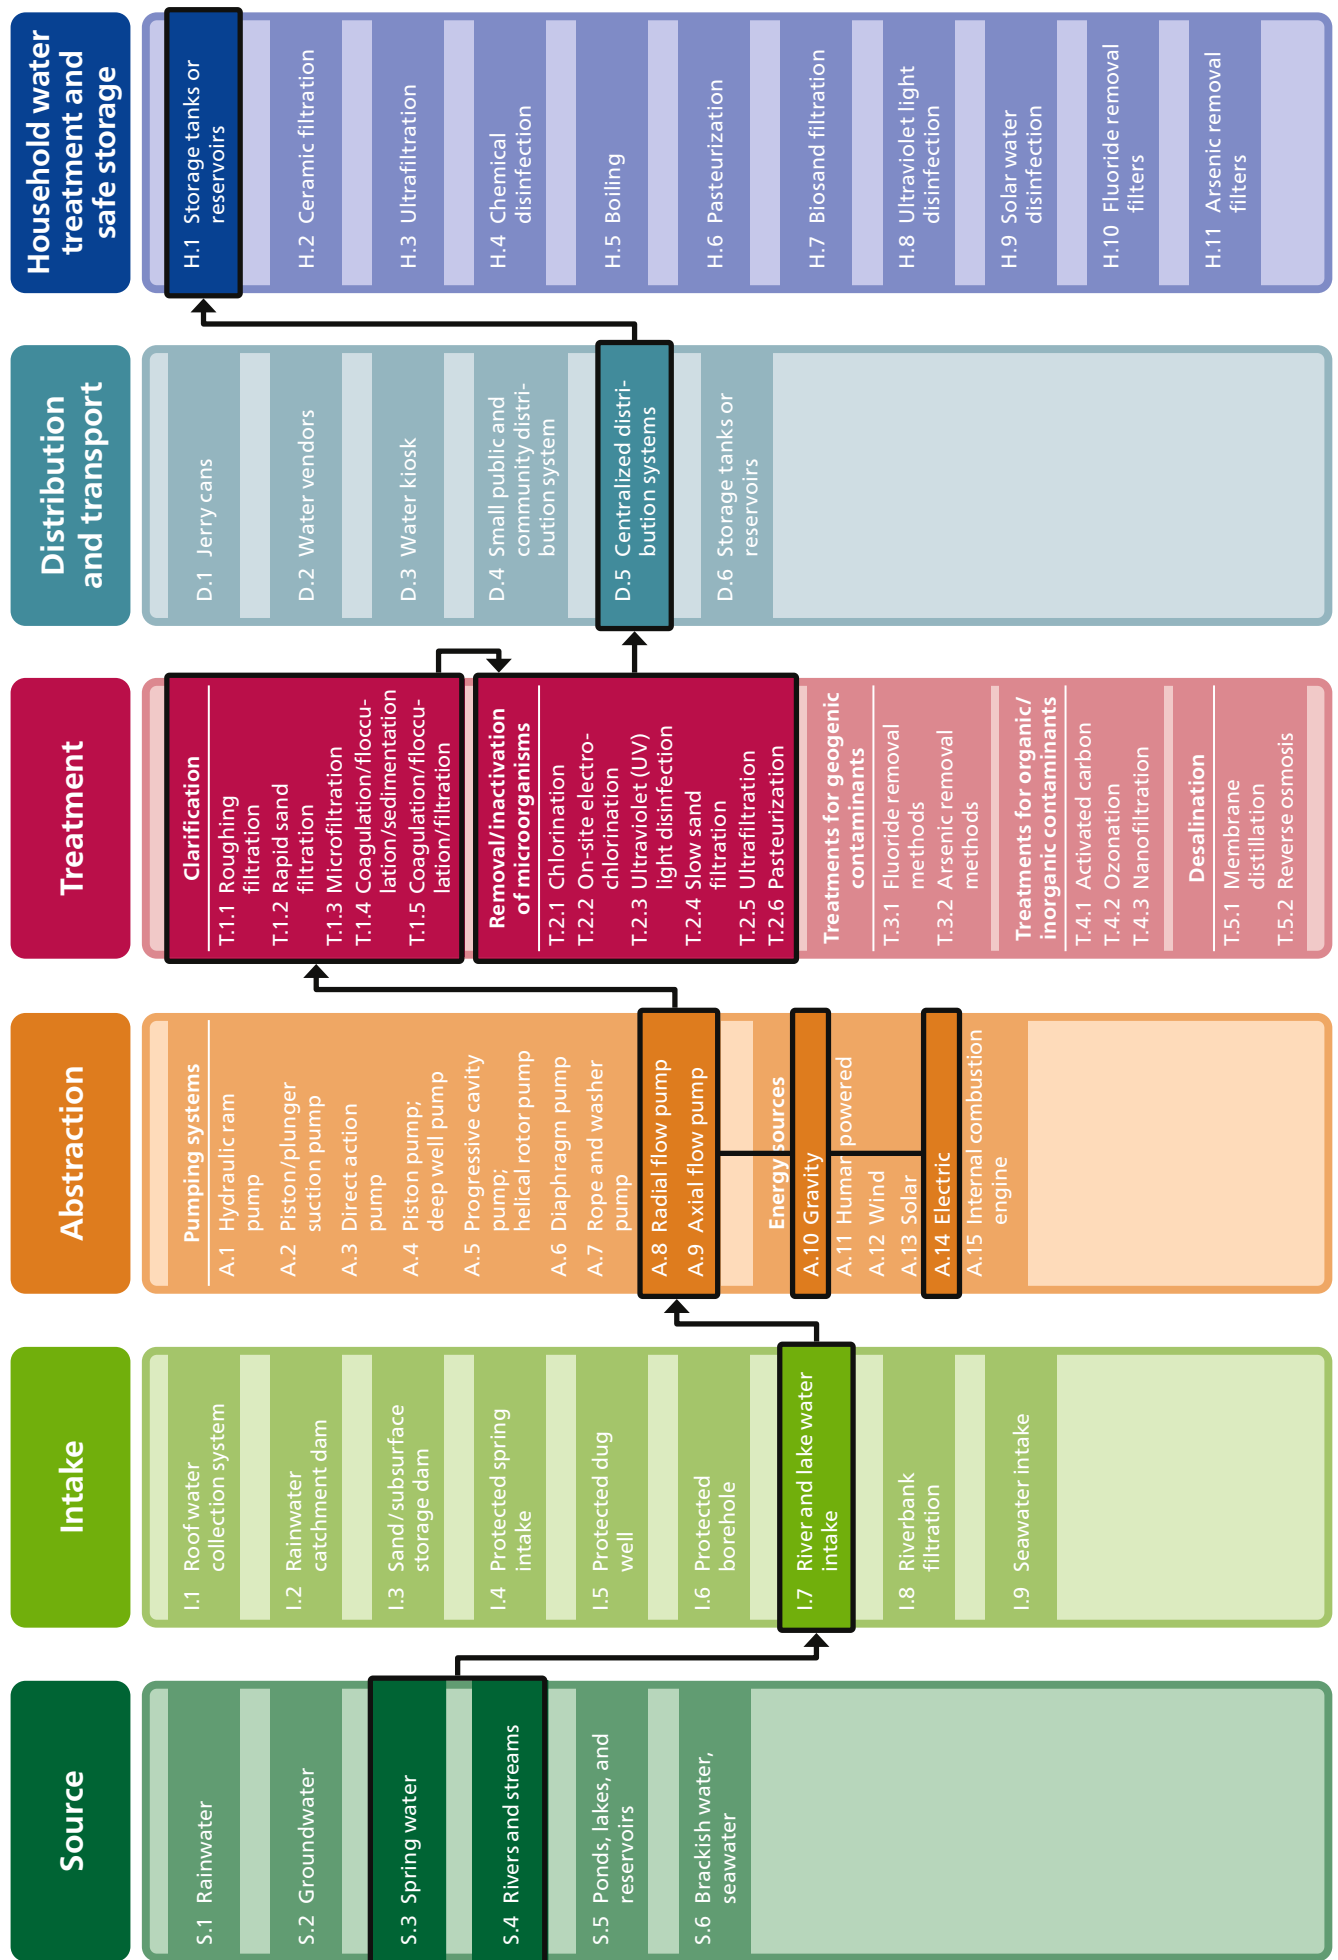 Source
S.1 Rainwater
S.2 Groundwater
S.3 Spring water
S.4 Rivers and streams
S.5 Ponds, lakes, and
reservoirs
S.6 Brackish water,
seawater
Intake
I.1 Roof water
collection system
I.2 Rainwater
catchment dam
I.3 Sand/subsurface
storage dam
I.4 Protected spring
intake
I.5 Protected dug
well
I.6 Protected
borehole
I.7 River and lake water
intake
I.8 Riverbank
filtration
I.9 Seawater intake
Abstraction
Pumping systems
A.1 Hydraulic ram
pump
A.2 Piston/plunger
suction pump
A.3 Direct action
pump
A.4 Piston pump;
deep well pump
A.5 Progressive cavity
pump;
helical rotor pump
A.6 Diaphragm pump
A.7 Rope and washer
pump
A.8 Radial flow pump
A.9 Axial flow pump
Energy sources
A.10 Gravity
A.11 Human powered
A.12 Wind
A.13 Solar
A.14 Electric
A.15 Internal combustion
engine
Treatment
Clarification
T.1.1 Roughing
filtration
T.1.2 Rapid sand
filtration
T.1.3 Microfiltration
T.1.4 Coagulation/floccu-
lation/sedimentation
T.1.5 Coagulation/floccu-
lation/filtration
Removal/inactivation
of microorganisms
T.2.1 Chlorination
T.2.2 On-site electro-
chlorination
T.2.3 Ultraviolet (UV)
light disinfection
T.2.4 Slow sand
filtration
T.2.5 Ultrafiltration
T.2.6 Pasteurization
Treatments for geogenic
contaminants
T.3.1 Fluoride removal
methods
T.3.2 Arsenic removal
methods
Treatments for organic/
inorganic contaminants
T.4.1 Activated carbon
T.4.2 Ozonation
T.4.3 Nanofiltration
Desalination
T.5.1 Membrane
distillation
T.5.2 Reverse osmosis
Distribution
and transport
D.1 Jerry cans
D.2 Water vendors
D.3 Water kiosk
D.4 Small public and
community distri-
bution system
D.5 Centralized distri-
bution systems
D.6 Storage tanks or
reservoirs
Household water
treatment and
safe storage
H.1 Storage tanks or
reservoirs
H.2 Ceramic filtration
H.3 Ultrafiltration
H.4 Chemical
disinfection
H.5 Boiling
H.6 Pasteurization
H.7 Biosand filtration
H.8 Ultraviolet light
disinfection
H.9 Solar water
disinfection
H.10 Fluoride removal
filters
H.11 Arsenic removal
filters